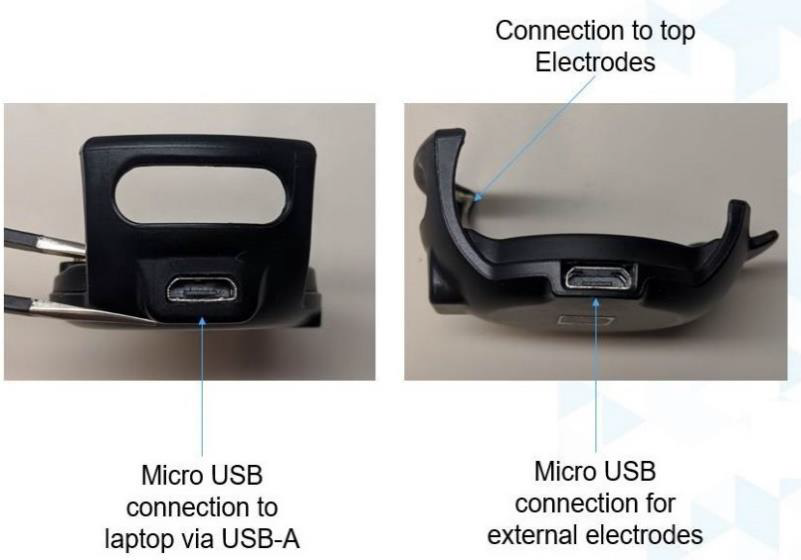 Connection to top
Electrodes
Micro USB
connection to
laptop via USB-A
Micro USB
connection for
external electrodes